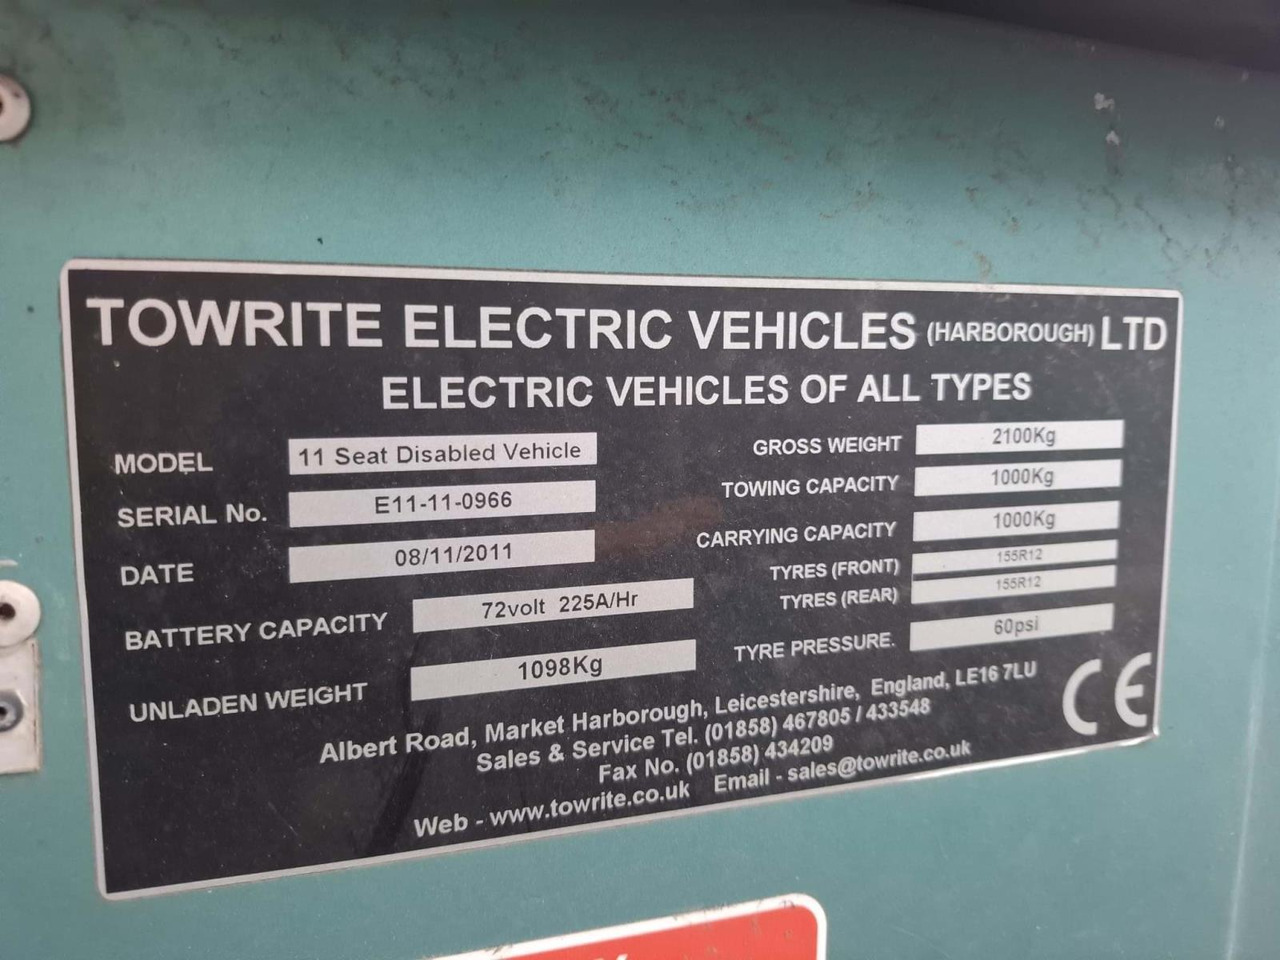 TOWRITE ELECTRIC VEHICLES (HARBOROUGH) LTD
ELECTRIC VEHICLES OF ALL TYPES
MODEL 11 Seat Disabled Vehicle
SERIAL No. E11-11-0966
DATE 08/11/2011
BATTERY CAPACITY 72volt 225A/Hr
UNLADEN WEIGHT 1098Kg
GROSS WEIGHT 2100Kg
TOWING CAPACITY 1000Kg
CARRYING CAPACITY 1000Kg
TYRES (FRONT) 155R12
TYRES (REAR) 155R12
TYRE PRESSURE. 60psi
Albert Road, Market Harborough, Leicestershire, England, LE16 7LU
Sales & Service Tel. (01858) 467805 / 433548
Fax No. (01858) 434209
Web - www.towrite.co.uk Email - sales@towrite.co.uk
CE